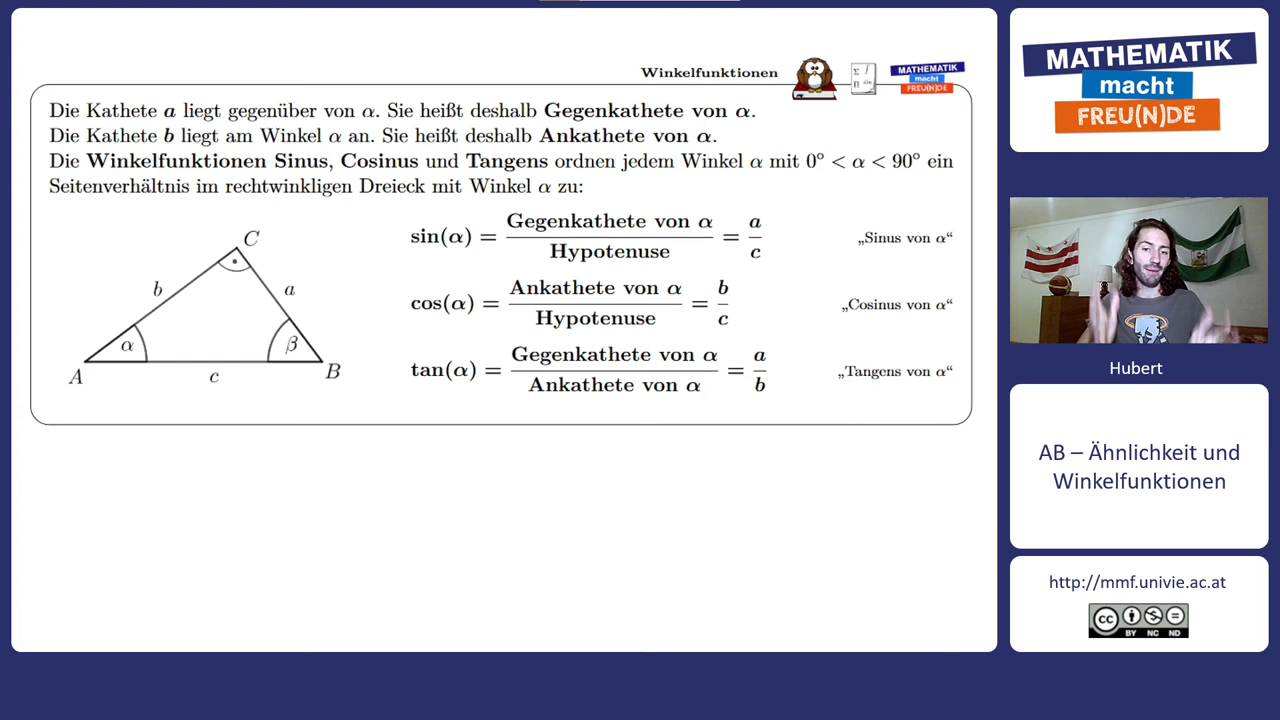 Winkelfunktionen
MATHEMATIK
macht
FREU(N)DE
Die Kathete a liegt gegenüber von α. Sie heißt deshalb Gegenkathete von α.
Die Kathete b liegt am Winkel α an. Sie heißt deshalb Ankathete von α.
Die Winkelfunktionen Sinus, Cosinus und Tangens ordnen jedem Winkel α mit 0° < α < 90° ein
Seitenverhältnis im rechtwinkligen Dreieck mit Winkel α zu:
C
b
a
α
β
A
c
B
sin(α) = Gegenkathete von α / Hypotenuse = a / c
„Sinus von α“
cos(α) = Ankathete von α / Hypotenuse = b / c
„Cosinus von α“
tan(α) = Gegenkathete von α / Ankathete von α = a / b
„Tangens von α“
MATHEMATIK
macht
FREU(N)DE
Hubert
AB – Ähnlichkeit und
Winkelfunktionen
http://mmf.univie.ac.at
cc
BY NC ND